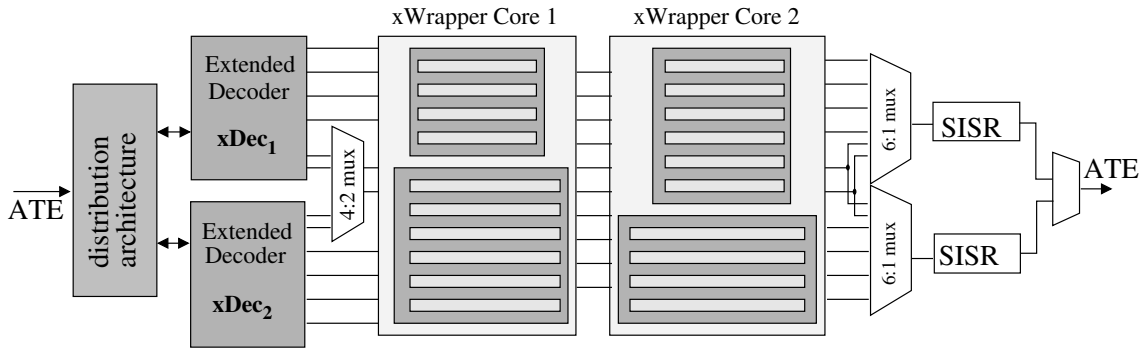 xWrapper Core 1
xWrapper Core 2
ATE
distribution
architecture
Extended
Decoder
xDec1
Extended
Decoder
xDec2
4:2 mux
6:1 mux
6:1 mux
SISR
SISR
ATE